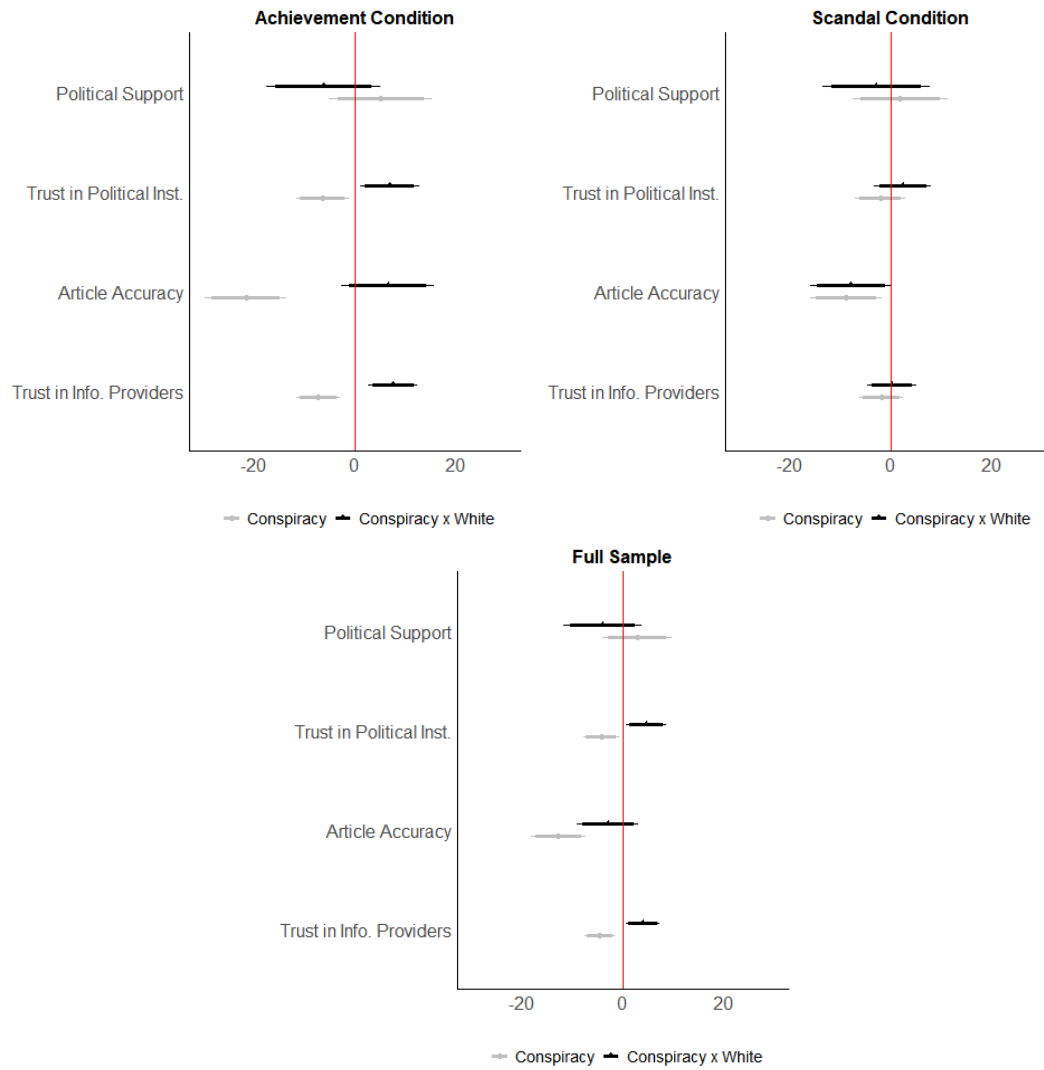 Achievement Condition
Political Support
Trust in Political Inst.
Article Accuracy
Trust in Info. Providers
-20 0 20
Conspiracy Conspiracy x White
Scandal Condition
Political Support
Trust in Political Inst.
Article Accuracy
Trust in Info. Providers
-20 0 20
Conspiracy Conspiracy x White
Full Sample
Political Support
Trust in Political Inst.
Article Accuracy
Trust in Info. Providers
-20 0 20
Conspiracy Conspiracy x White